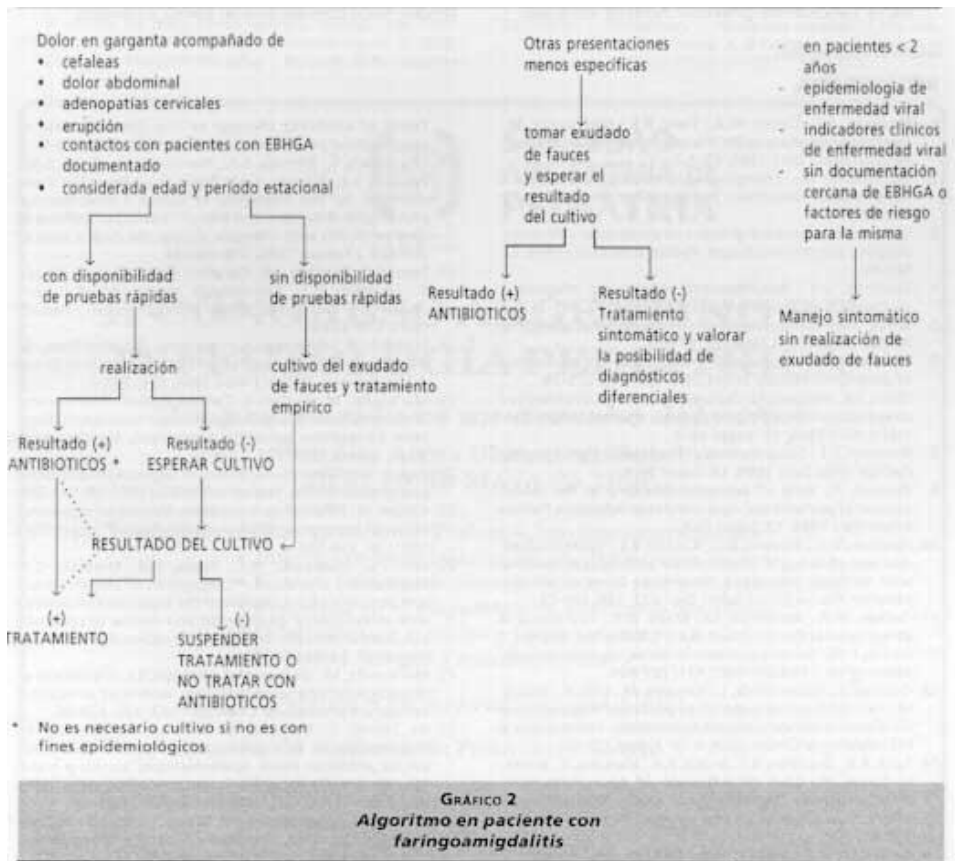 Dolor en garganta acompañado de
• cefaleas
• dolor abdominal
• adenopatías cervicales
• erupción
• contactos con pacientes con EBHGA
documentado
• considerada edad y período estacional
con disponibilidad
de pruebas rápidas
sin disponibilidad
de pruebas rápidas
realización
cultivo del exudado
de fauces y tratamiento
empírico
Resultado (+)
ANTIBIOTICOS *
Resultado (-)
ESPERAR CULTIVO
RESULTADO DEL CULTIVO
(+)
TRATAMIENTO
(-)
SUSPENDER
TRATAMIENTO O
NO TRATAR CON
ANTIBIOTICOS
* No es necesario cultivo si no es con
fines epidemiológicos
Otras presentaciones
menos específicas
tomar exudado
de fauces
y esperar el
resultado
del cultivo
Resultado (+)
ANTIBIOTICOS
Resultado (-)
Tratamiento
sintomático y valorar
la posibilidad de
diagnósticos
diferenciales
- en pacientes < 2
años
- epidemiología de
enfermedad viral
- indicadores clínicos
de enfermedad viral
- sin documentación
cercana de EBHGA o
factores de riesgo
para la misma
Manejo sintomático
sin realización de
exudado de fauces
GRÁFICO 2
Algoritmo en paciente con
faringoamigdalitis